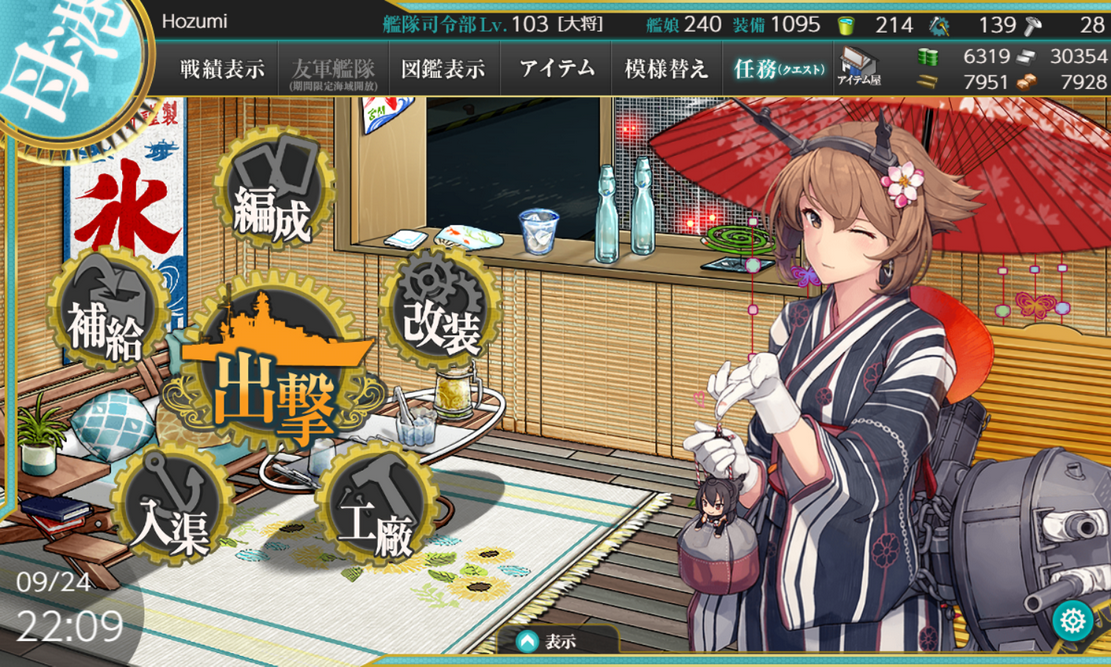 母港
Hozumi
艦隊司令部Lv.103 [大将]
艦娘 240 装備 1095
214
139
28
戦績表示
友軍艦隊
(期間限定海域開放)
図鑑表示
アイテム
模様替え
任務(クエスト)
アイテム屋
6319
30354
7951
7928
製
氷
編成
補給
出撃
改装
入渠
工廠
09/24
22:09
表示